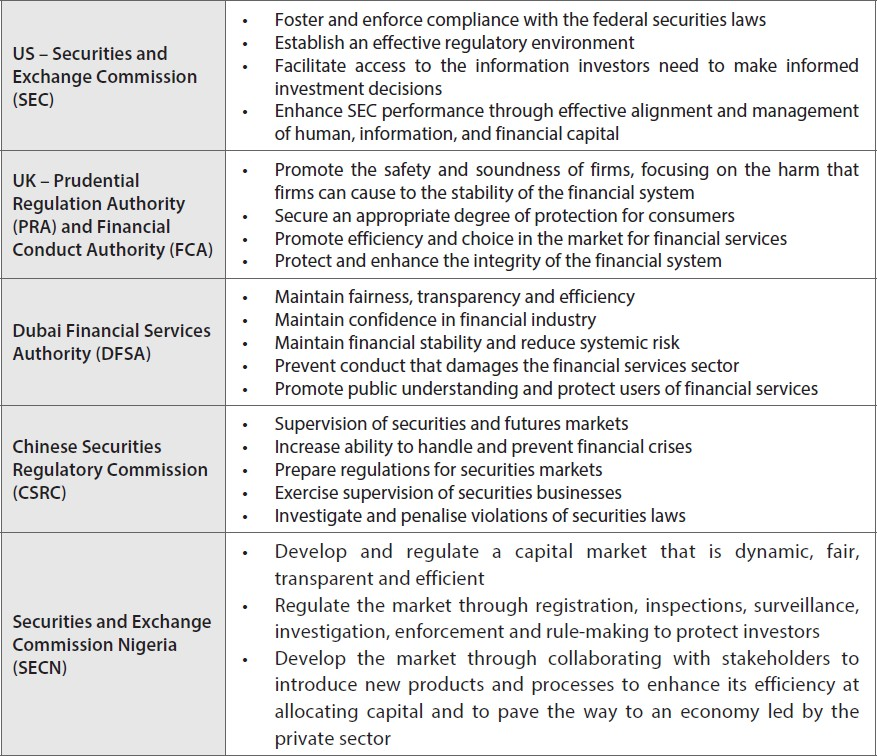 US – Securities and
Exchange Commission
(SEC)
• Foster and enforce compliance with the federal securities laws
• Establish an effective regulatory environment
• Facilitate access to the information investors need to make informed
investment decisions
• Enhance SEC performance through effective alignment and management
of human, information, and financial capital
UK – Prudential
Regulation Authority
(PRA) and Financial
Conduct Authority (FCA)
• Promote the safety and soundness of firms, focusing on the harm that
firms can cause to the stability of the financial system
• Secure an appropriate degree of protection for consumers
• Promote efficiency and choice in the market for financial services
• Protect and enhance the integrity of the financial system
Dubai Financial Services
Authority (DFSA)
• Maintain fairness, transparency and efficiency
• Maintain confidence in financial industry
• Maintain financial stability and reduce systemic risk
• Prevent conduct that damages the financial services sector
• Promote public understanding and protect users of financial services
Chinese Securities
Regulatory Commission
(CSRC)
• Supervision of securities and futures markets
• Increase ability to handle and prevent financial crises
• Prepare regulations for securities markets
• Exercise supervision of securities businesses
• Investigate and penalise violations of securities laws
Securities and Exchange
Commission Nigeria
(SECN)
• Develop and regulate a capital market that is dynamic, fair,
transparent and efficient
• Regulate the market through registration, inspections, surveillance,
investigation, enforcement and rule-making to protect investors
• Develop the market through collaborating with stakeholders to
introduce new products and processes to enhance its efficiency at
allocating capital and to pave the way to an economy led by the
private sector